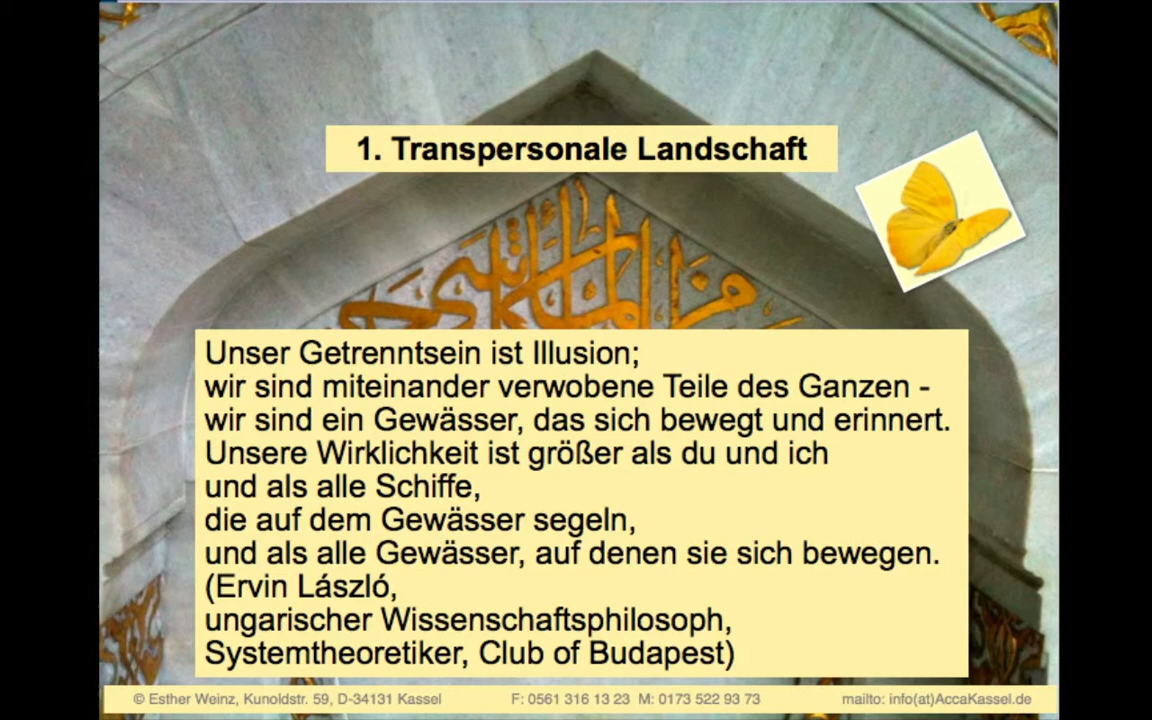 1. Transpersonale Landschaft
Unser Getrenntsein ist Illusion;
wir sind miteinander verwobene Teile des Ganzen -
wir sind ein Gewässer, das sich bewegt und erinnert.
Unsere Wirklichkeit ist größer als du und ich
und als alle Schiffe,
die auf dem Gewässer segeln,
und als alle Gewässer, auf denen sie sich bewegen.
(Ervin László,
ungarischer Wissenschaftsphilosoph,
Systemtheoretiker, Club of Budapest)
© Esther Weinz, Kunoldstr. 59, D-34131 Kassel F: 0561 316 13 23 M: 0173 522 93 73 mailto: info(at)AccaKassel.de